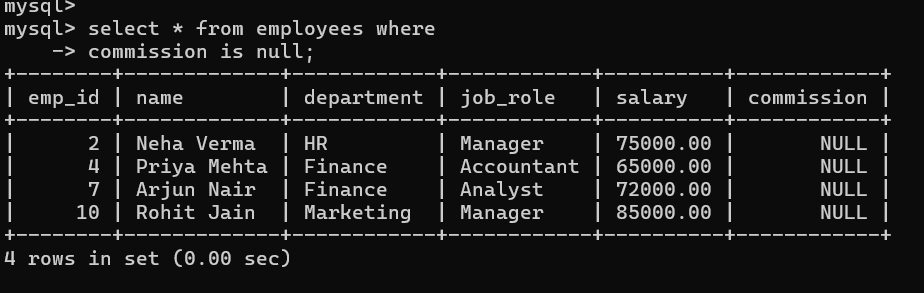 mysql>
mysql> select * from employees where
    -> commission is null;
+--------+-------------+------------+------------+----------+------------+
| emp_id | name        | department | job_role   | salary   | commission |
+--------+-------------+------------+------------+----------+------------+
|      2 | Neha Verma  | HR         | Manager    | 75000.00 |       NULL |
|      4 | Priya Mehta | Finance    | Accountant | 65000.00 |       NULL |
|      7 | Arjun Nair  | Finance    | Analyst    | 72000.00 |       NULL |
|     10 | Rohit Jain  | Marketing  | Manager    | 85000.00 |       NULL |
+--------+-------------+------------+------------+----------+------------+
4 rows in set (0.00 sec)